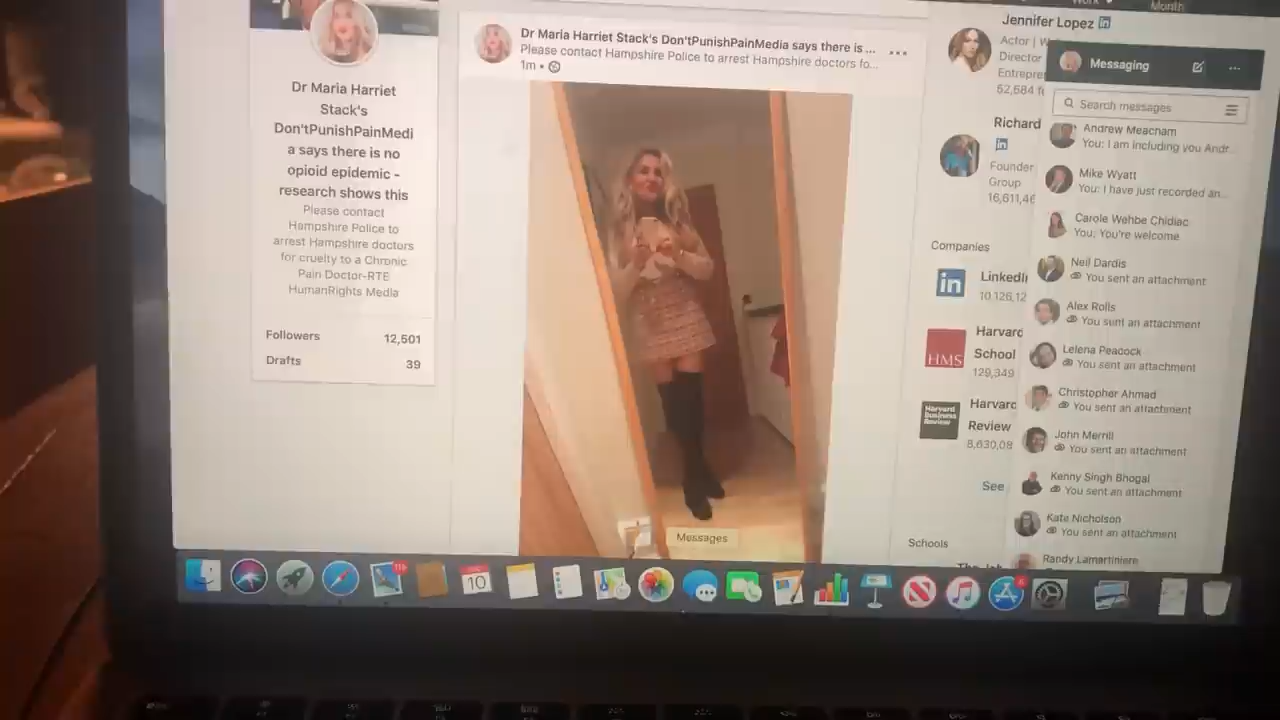 Dr Maria Harriet
Stack's
Don'tPunishPainMedi
a says there is no
opioid epidemic -
research shows this
Please contact
Hampshire Police to
arrest Hampshire doctors
for cruelty to a Chronic
Pain Doctor-RTE
HumanRights Media
Followers 12,501
Drafts 39
Dr Maria Harriet Stack's Don'tPunishPainMedia says there is ...
Please contact Hampshire Police to arrest Hampshire doctors fo...
1m •
Messages
Month
Jennifer Lopez in
Actor | W
Director
Entrepre
52,684 f
Richard
in
Founder
Group
16,611,46
Companies
in
LinkedIn
10,126,12
HMS
Harvard
School
129,349
Harvard
Business
Review
Harvard
Review
8,630,08
See
Schools
Messaging
Search messages
Andrew Meacham
You: I am including you Andr...
Mike Wyatt
You: I have just recorded an...
Carole Wehbe Chidiac
You: You're welcome
Neil Dardis
You sent an attachment
Alex Rolls
You sent an attachment
Lelena Peacock
You sent an attachment
Christopher Ahmad
You sent an attachment
John Merrill
You sent an attachment
Kenny Singh Bhogal
You sent an attachment
Kate Nicholson
You sent an attachment
Randy Lamartiniere
10